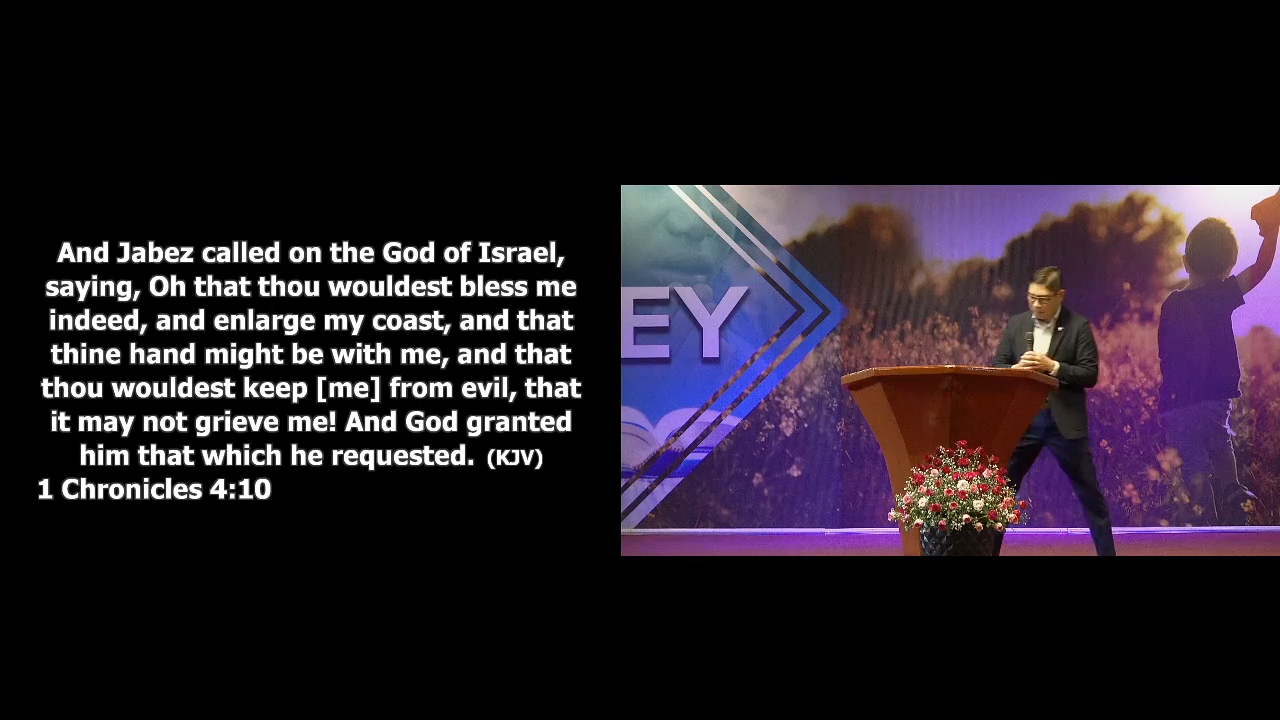 And Jabez called on the God of Israel,
saying, Oh that thou wouldest bless me
indeed, and enlarge my coast, and that
thine hand might be with me, and that
thou wouldest keep [me] from evil, that
it may not grieve me! And God granted
him that which he requested. (KJV)
1 Chronicles 4:10
EY